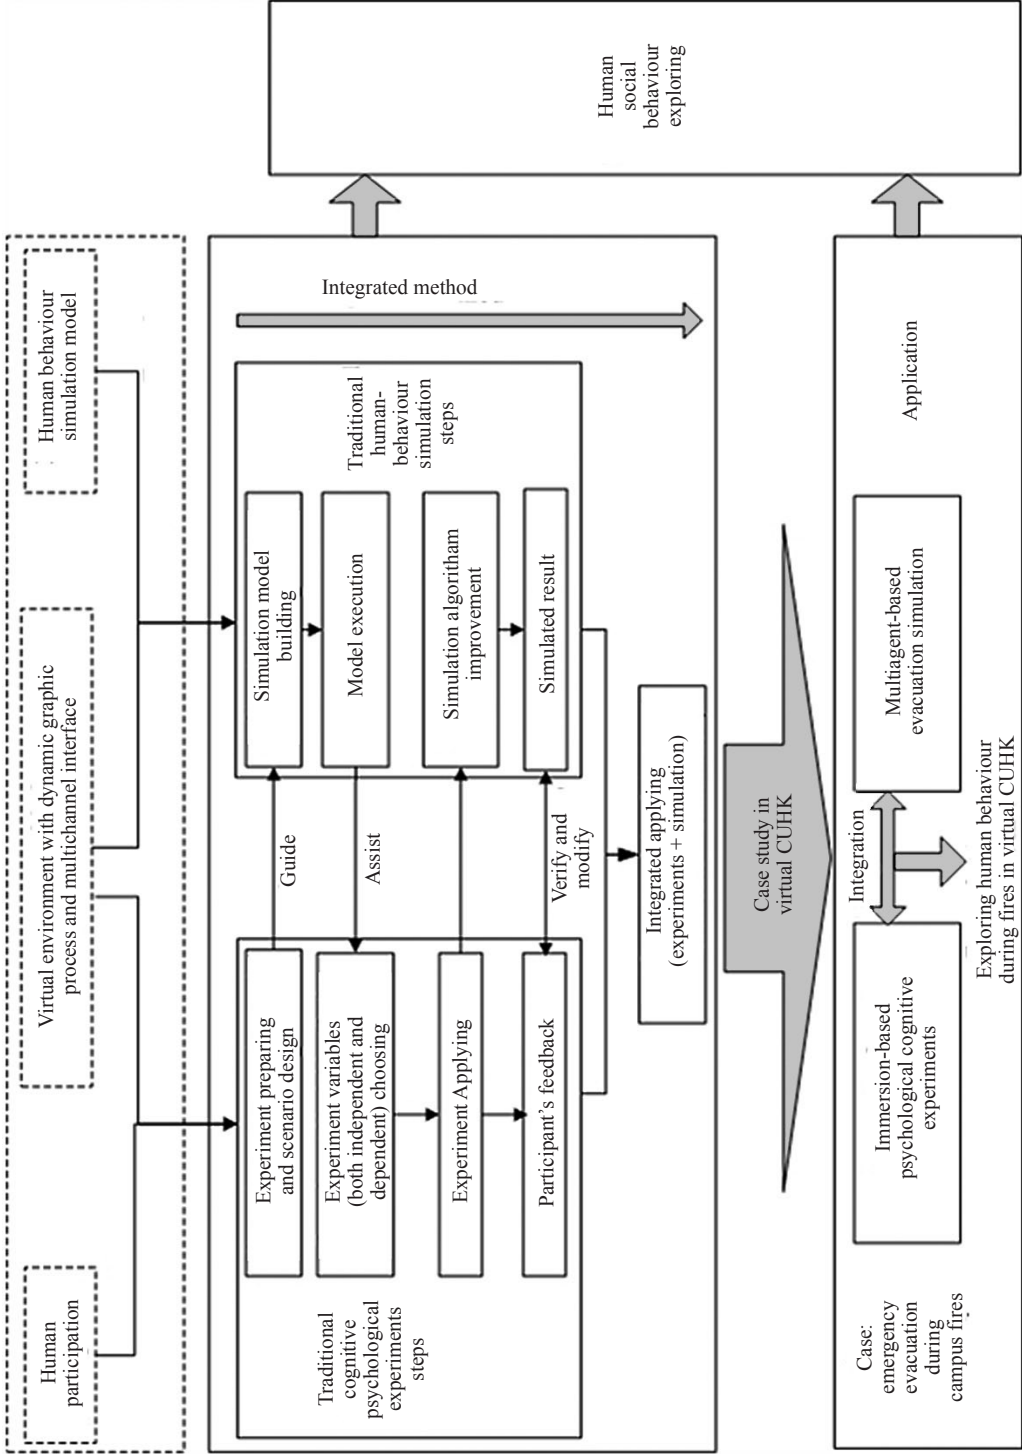 Human
participation
Virtual environment with dynamic graphic
process and multichannel interface
Human behaviour
simulation model
Traditional
cognitive
psychological
experiments
steps
Experiment preparing
and scenario design
Experiment variables
(both independent and
dependent) choosing
Experiment Applying
Participant's feedback
Guide
Assist
Verify and
modify
Simulation model
building
Model execution
Simulation algoritham
improvement
Simulated result
Traditional
human-
behaviour
simulation
steps
Integrated method
Integrated applying
(experiments + simulation)
Case study in
virtual CUHK
Case:
emergency
evacuation
during
campus fires
Immersion-based
psychological cognitive
experiments
Integration
Multiagent-based
evacuation simulation
Application
Exploring human behaviour
during fires in virtual CUHK
Human
social
behaviour
exploring